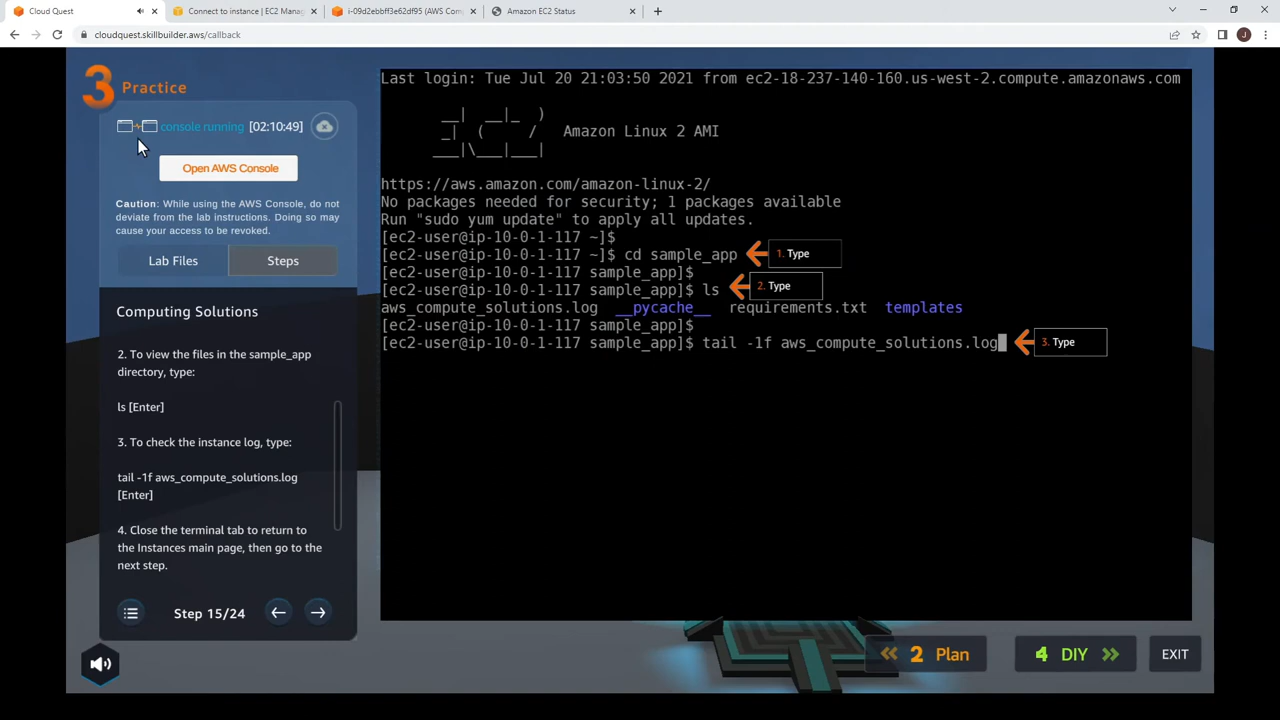 Cloud Quest
Connect to instance | EC2 Manag
i-09d2ebbff3e62df95 (AWS Comp
Amazon EC2 Status
cloudquest.skillbuilder.aws/callback
J
3 Practice
console running [02:10:49]
Open AWS Console
Caution: While using the AWS Console, do not
deviate from the lab instructions. Doing so may
cause your access to be revoked.
Lab Files
Steps
Computing Solutions
2. To view the files in the sample_app
directory, type:
ls [Enter]
3. To check the instance log, type:
tail -1f aws_compute_solutions.log
[Enter]
4. Close the terminal tab to return to
the Instances main page, then go to the
next step.
Step 15/24
Last login: Tue Jul 20 21:03:50 2021 from ec2-18-237-140-160.us-west-2.compute.amazonaws.com
__|  __|_  )
_|  (     /   Amazon Linux 2 AMI
___|\___|___|
https://aws.amazon.com/amazon-linux-2/
No packages needed for security; 1 packages available
Run "sudo yum update" to apply all updates.
[ec2-user@ip-10-0-1-117 ~]$
[ec2-user@ip-10-0-1-117 ~]$ cd sample_app
1. Type
[ec2-user@ip-10-0-1-117 sample_app]$
[ec2-user@ip-10-0-1-117 sample_app]$ ls
2. Type
aws_compute_solutions.log  __pycache__  requirements.txt  templates
[ec2-user@ip-10-0-1-117 sample_app]$
[ec2-user@ip-10-0-1-117 sample_app]$ tail -1f aws_compute_solutions.log
3. Type
2 Plan
4 DIY
EXIT